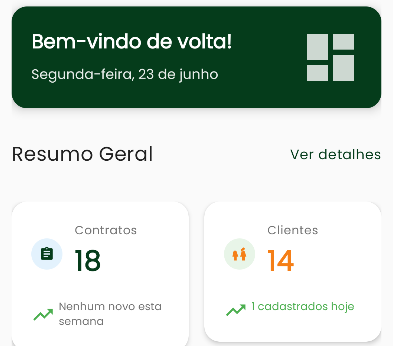 Bem-vindo de volta!
Segunda-feira, 23 de junho
Resumo Geral
Ver detalhes
Contratos
18
Nenhum novo esta
semana
Clientes
14
1 cadastrados hoje